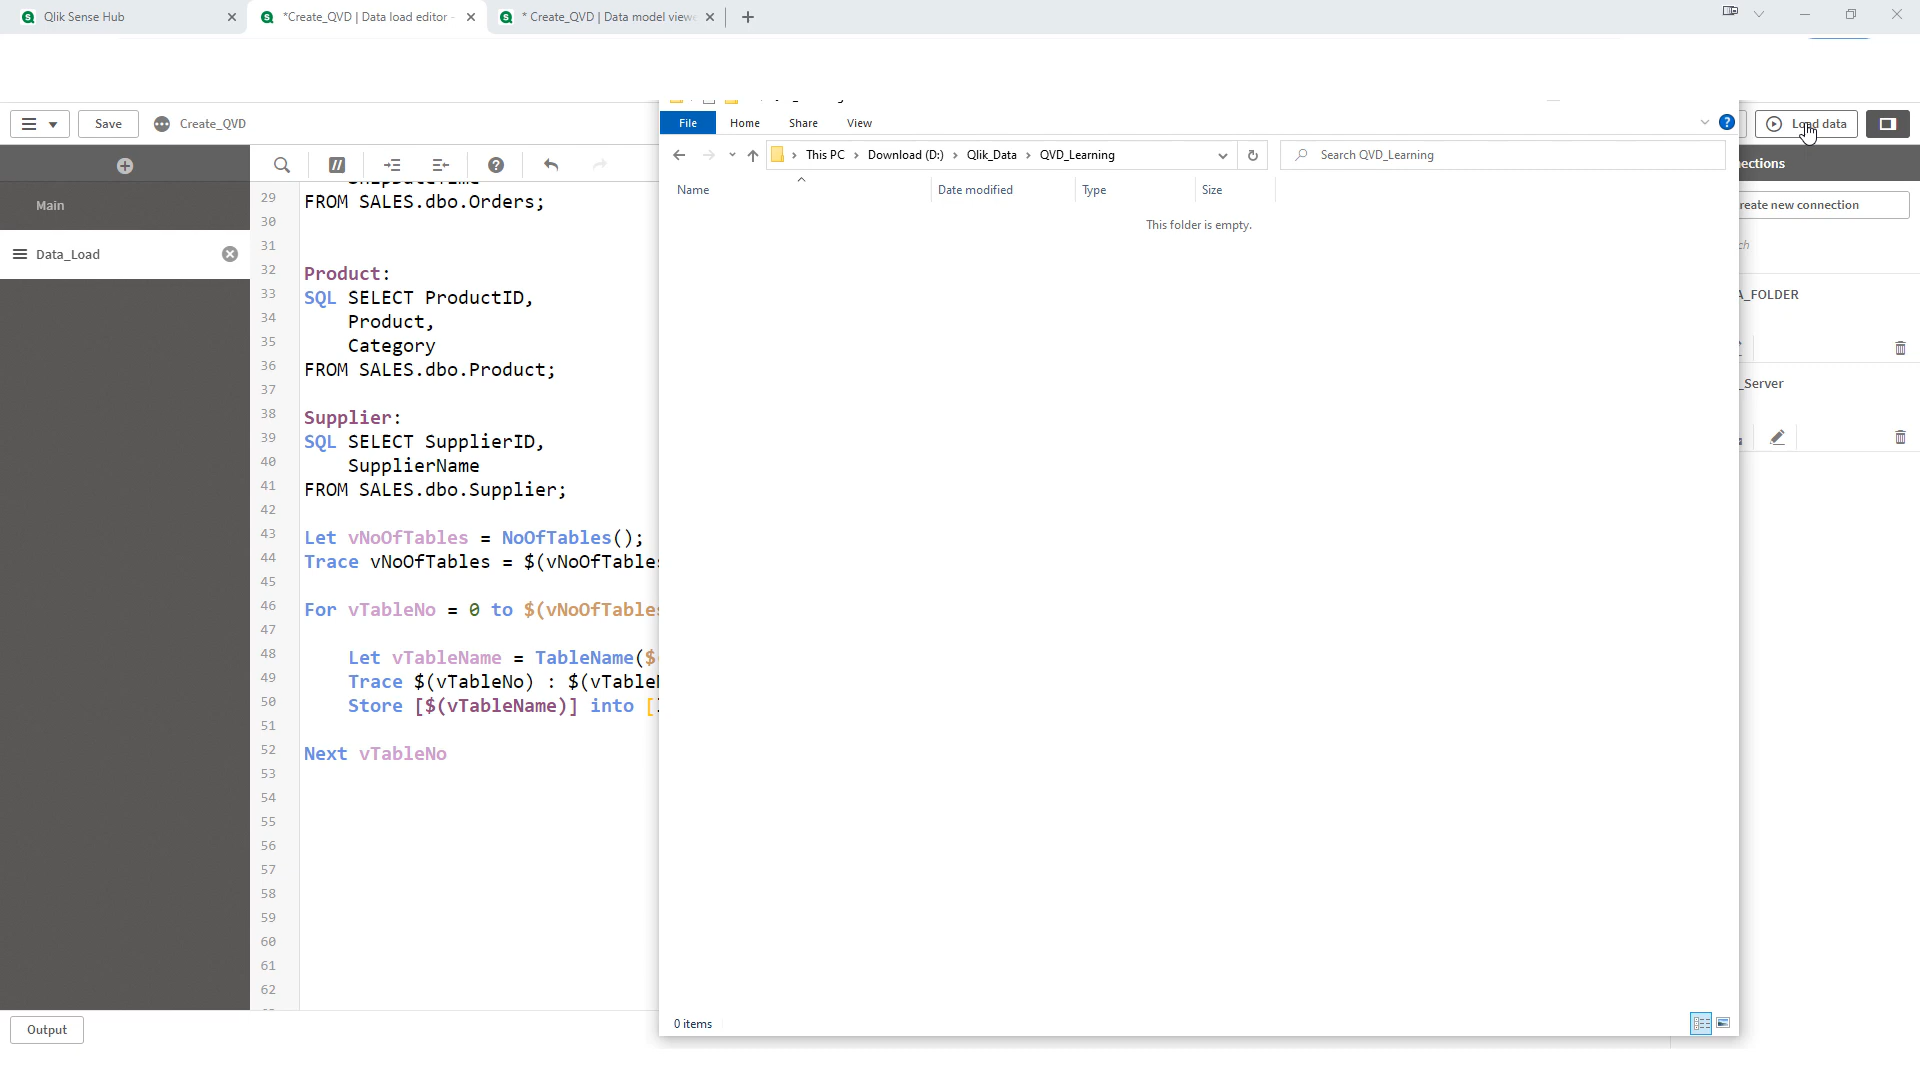 Qlik Sense Hub
*Create_QVD | Data load editor -
* Create_QVD | Data model view
Save
Create_QVD
Load data
File
Home
Share
View
This PC
Download (D:)
Qlik_Data
QVD_Learning
Search QVD_Learning
Name
Date modified
Type
Size
This folder is empty.
0 items
Main
Data_Load
29 FROM SALES.dbo.Orders;
30
31
32 Product:
33 SQL SELECT ProductID,
34 Product,
35 Category
36 FROM SALES.dbo.Product;
37
38 Supplier:
39 SQL SELECT SupplierID,
40 SupplierName
41 FROM SALES.dbo.Supplier;
42
43 Let vNoOfTables = NoOfTables();
44 Trace vNoOfTables = $(vNoOfTable
45
46 For vTableNo = 0 to $(vNoOfTable
47
48 Let vTableName = TableName($
49 Trace $(vTableNo) : $(vTable
50 Store [$(vTableName)] into [
51
52 Next vTableNo
53
54
55
56
57
58
59
60
61
62
ections
reate new connection
ch
A_FOLDER
_Server
Output